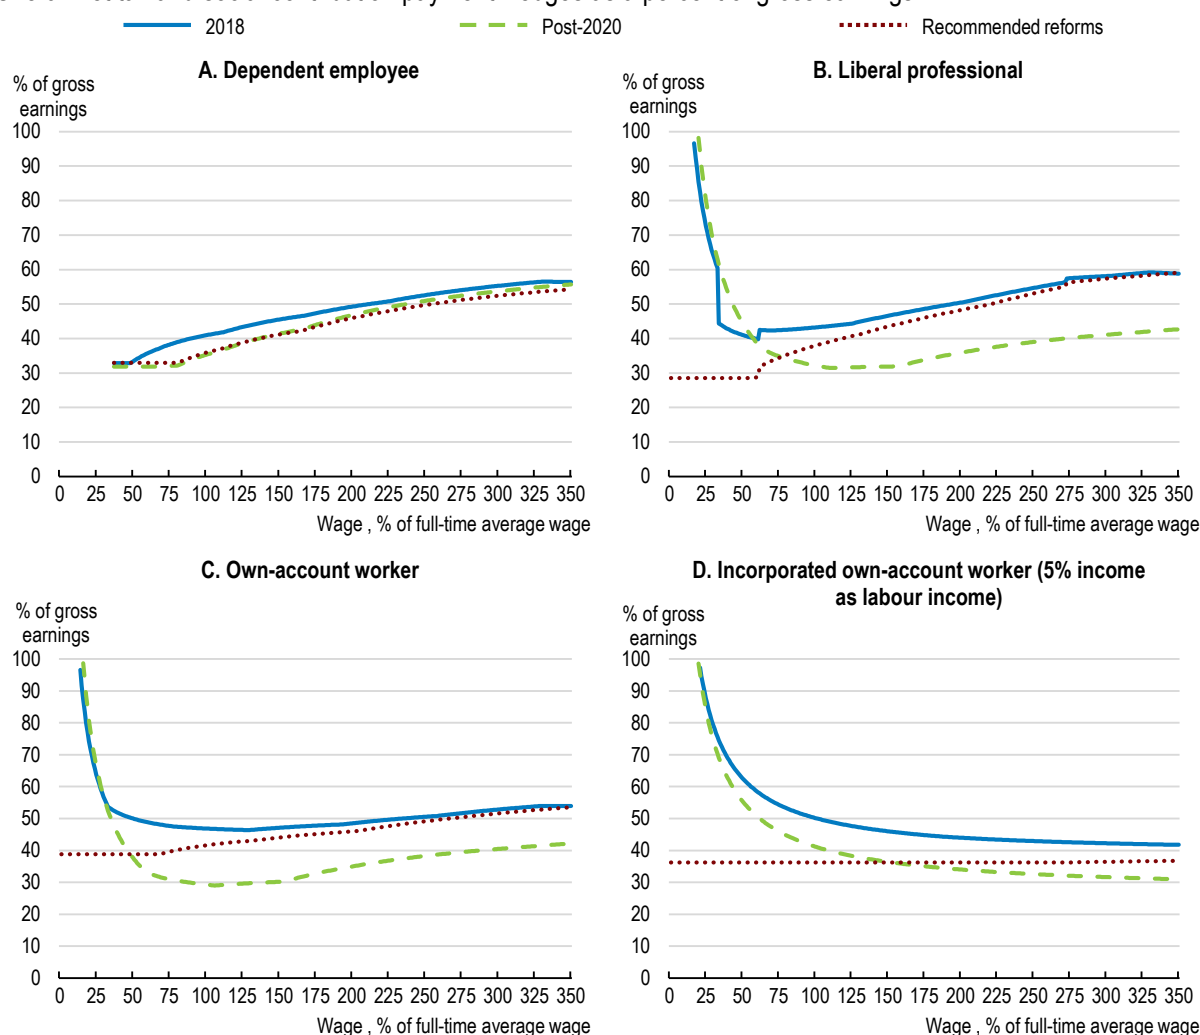 2018 Post-2020 Recommended reforms
A. Dependent employee
% of gross
earnings
100
90
80
70
60
50
40
30
20
10
0
0 25 50 75 100 125 150 175 200 225 250 275 300 325 350
Wage , % of full-time average wage
B. Liberal professional
% of gross
earnings
100
90
80
70
60
50
40
30
20
10
0
0 25 50 75 100 125 150 175 200 225 250 275 300 325 350
Wage , % of full-time average wage
C. Own-account worker
% of gross
earnings
100
90
80
70
60
50
40
30
20
10
0
0 25 50 75 100 125 150 175 200 225 250 275 300 325 350
Wage , % of full-time average wage
D. Incorporated own-account worker (5% income
as labour income)
% of gross
earnings
100
90
80
70
60
50
40
30
20
10
0
0 25 50 75 100 125 150 175 200 225 250 275 300 325 350
Wage , % of full-time average wage